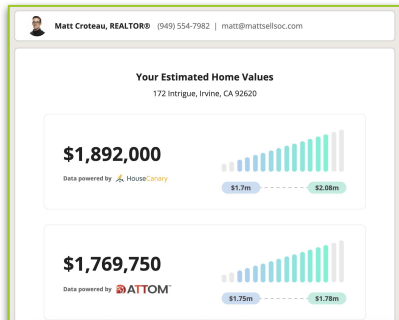 Matt Croteau, REALTOR® (949) 554-7982 | matt@mattsellsoc.com
Your Estimated Home Values
172 Intrigue, Irvine, CA 92620
$1,892,000
Data powered by HouseCanary
$1.7m $2.08m
$1,769,750
Data powered by ATTOM™
$1.75m $1.78m